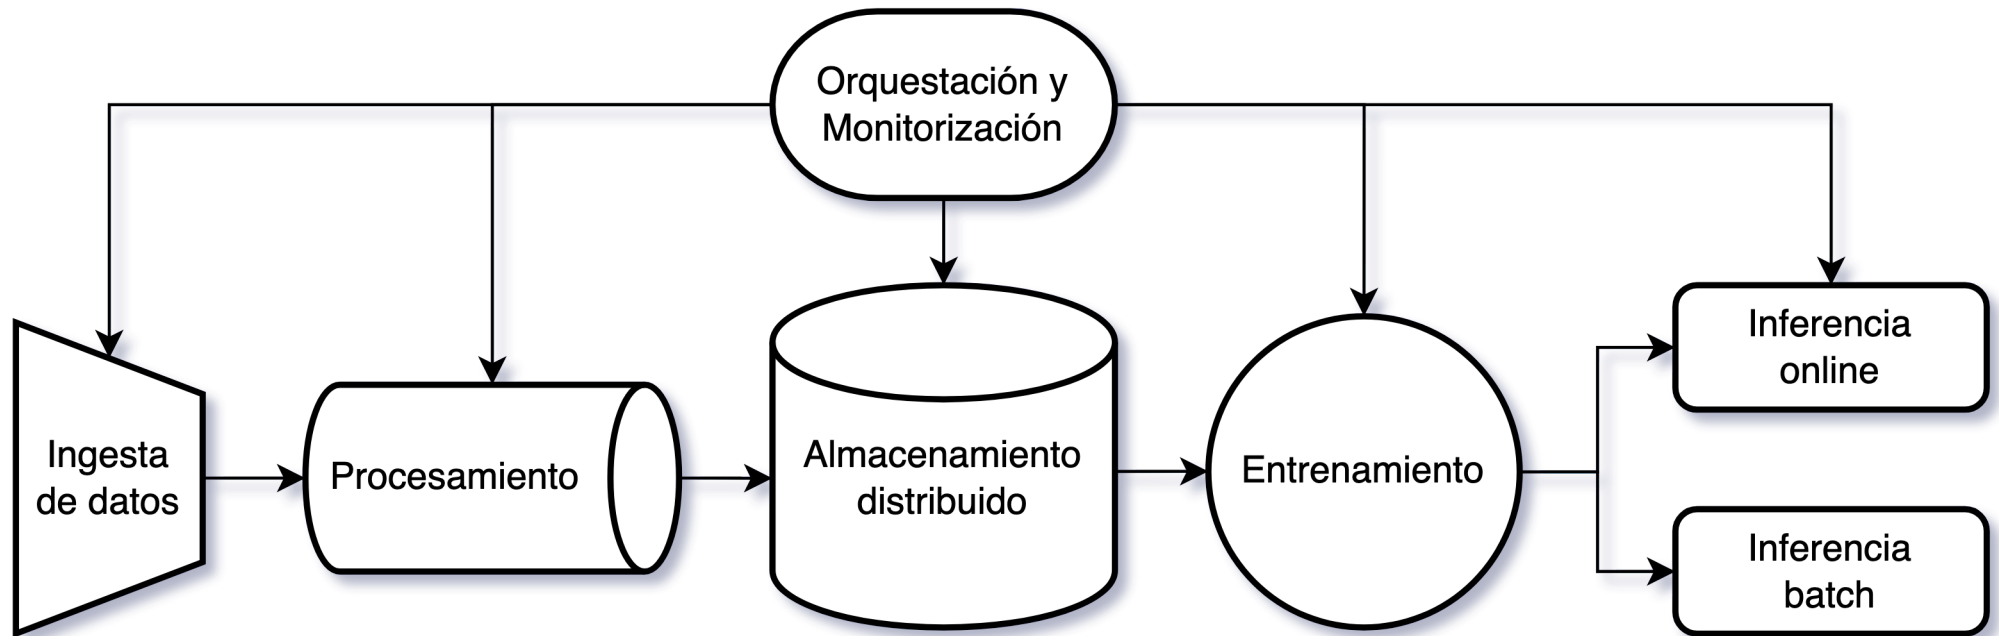 Orquestación y
Monitorización
Ingesta
de datos
Procesamiento
Almacenamiento
distribuido
Entrenamiento
Inferencia
online
Inferencia
batch